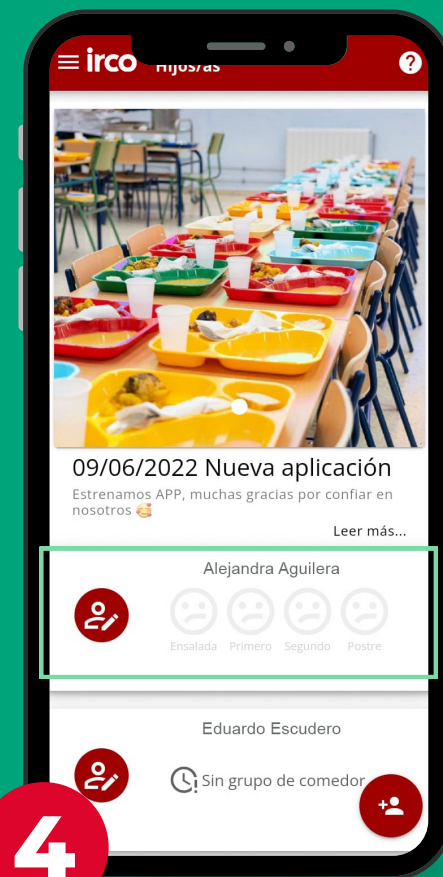 irco Hijos/as ?
09/06/2022 Nueva aplicación
Estrenamos APP, muchas gracias por confiar en
nosotros 🥰
Leer más...
Alejandra Aguilera
Ensalada Primero Segundo Postre
Eduardo Escudero
Sin grupo de comedor
4